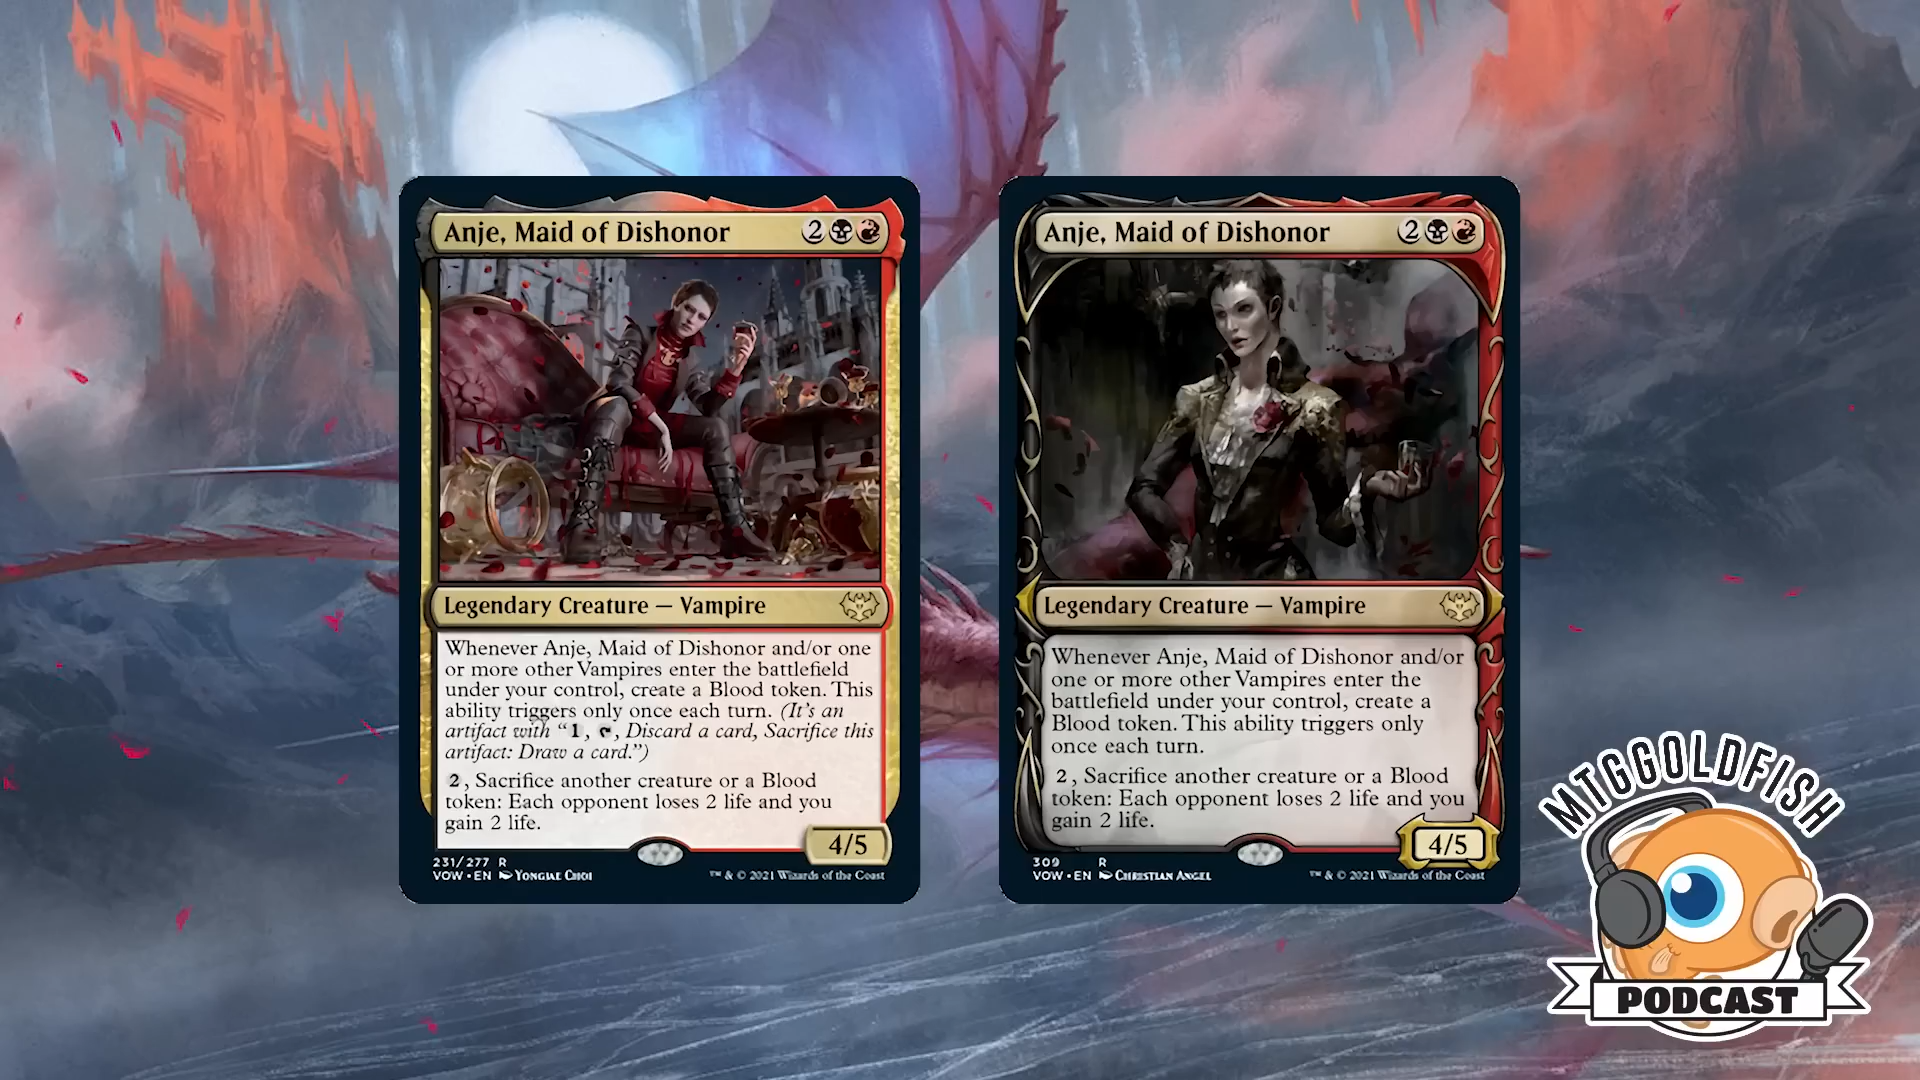 Anje, Maid of Dishonor 2
Legendary Creature — Vampire
Whenever Anje, Maid of Dishonor and/or one
or more other Vampires enter the battlefield
under your control, create a Blood token. This
ability triggers only once each turn. (It's an
artifact with “1, , Discard a card, Sacrifice this
artifact: Draw a card.”)
2, Sacrifice another creature or a Blood
token: Each opponent loses 2 life and you
gain 2 life.
4/5
231/277 R
VOW • EN Yongjae Choi
™ & © 2021 Wizards of the Coast
Anje, Maid of Dishonor 2
Legendary Creature — Vampire
Whenever Anje, Maid of Dishonor and/or
one or more other Vampires enter the
battlefield under your control, create a
Blood token. This ability triggers only
once each turn.
2, Sacrifice another creature or a Blood
token: Each opponent loses 2 life and you
gain 2 life.
4/5
309 R
VOW • EN Christian Angel
™ & © 2021 Wizards of the Coast
MTGGOLDFISH
PODCAST